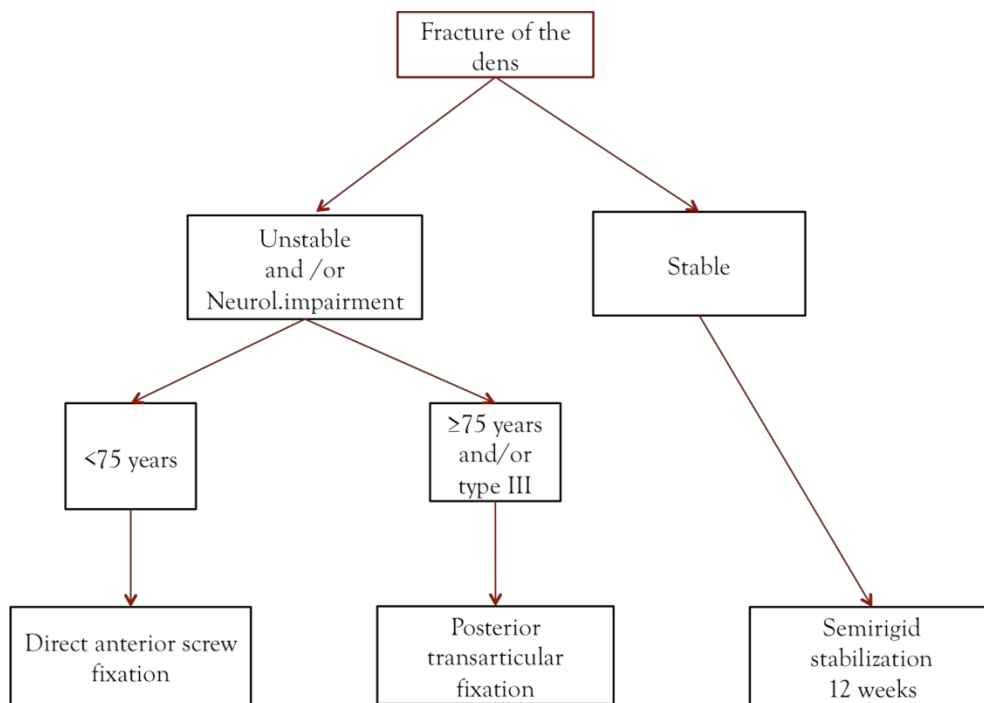 Fracture of the
dens
Unstable
and /or
Neurol.impairment
Stable
<75 years
≥75 years
and/or
type III
Direct anterior screw
fixation
Posterior
transarticular
fixation
Semirigid
stabilization
12 weeks